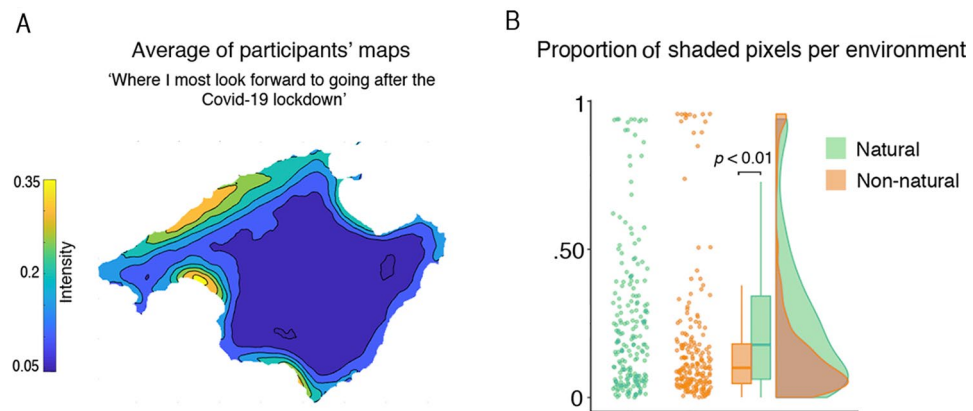 A
Average of participants' maps
'Where I most look forward to going after the
Covid-19 lockdown'
0.35
0.2
0.05
Intensity
B
Proportion of shaded pixels per environment
1
.50
0
p < 0.01
Natural
Non-natural